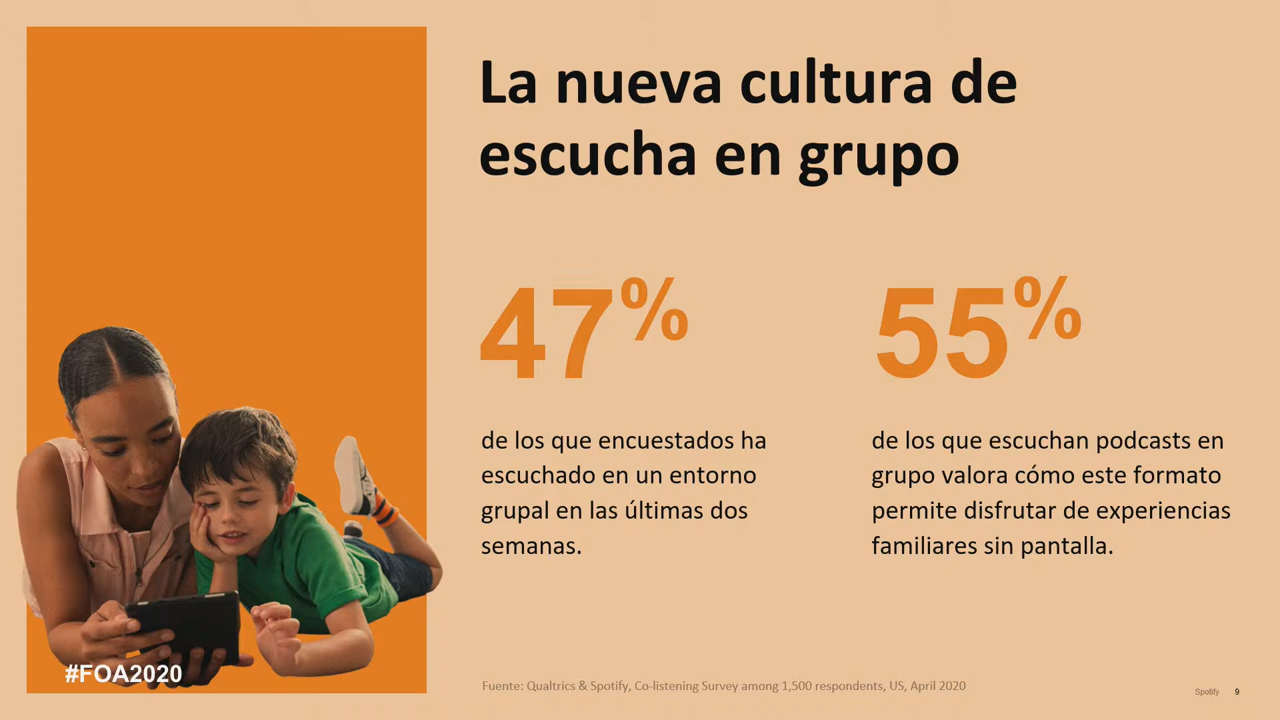 La nueva cultura de
escucha en grupo
47%
de los que encuestados ha
escuchado en un entorno
grupal en las últimas dos
semanas.
55%
de los que escuchan podcasts en
grupo valora cómo este formato
permite disfrutar de experiencias
familiares sin pantalla.
#FOA2020
Fuente: Qualtrics & Spotify, Co-listening Survey among 1,500 respondents, US, April 2020
Spotify 9